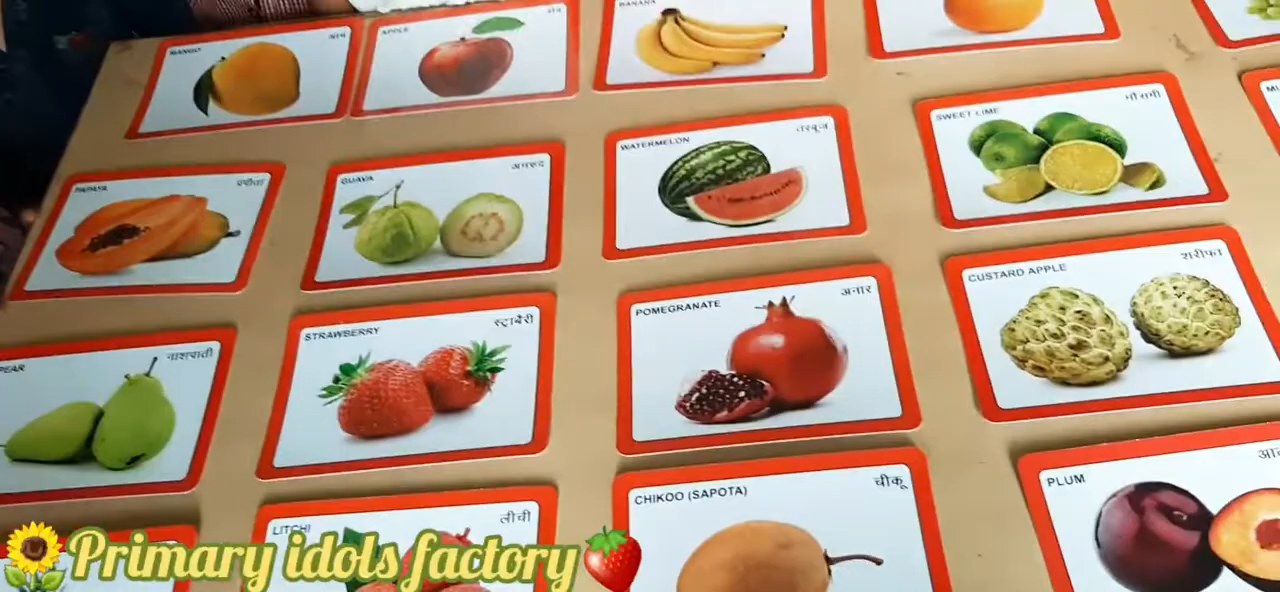 MANGO आम
APPLE सेब
BANANA
PAPAYA पपीता
GUAVA अमरुद
WATERMELON तरबूज
SWEET LIME मौसमी
PEAR नाशपाती
STRAWBERRY स्ट्राबैरी
POMEGRANATE अनार
CUSTARD APPLE शरीफा
LITCHI लीची
CHIKOO (SAPOTA) चीकू
PLUM
Primary idols factory